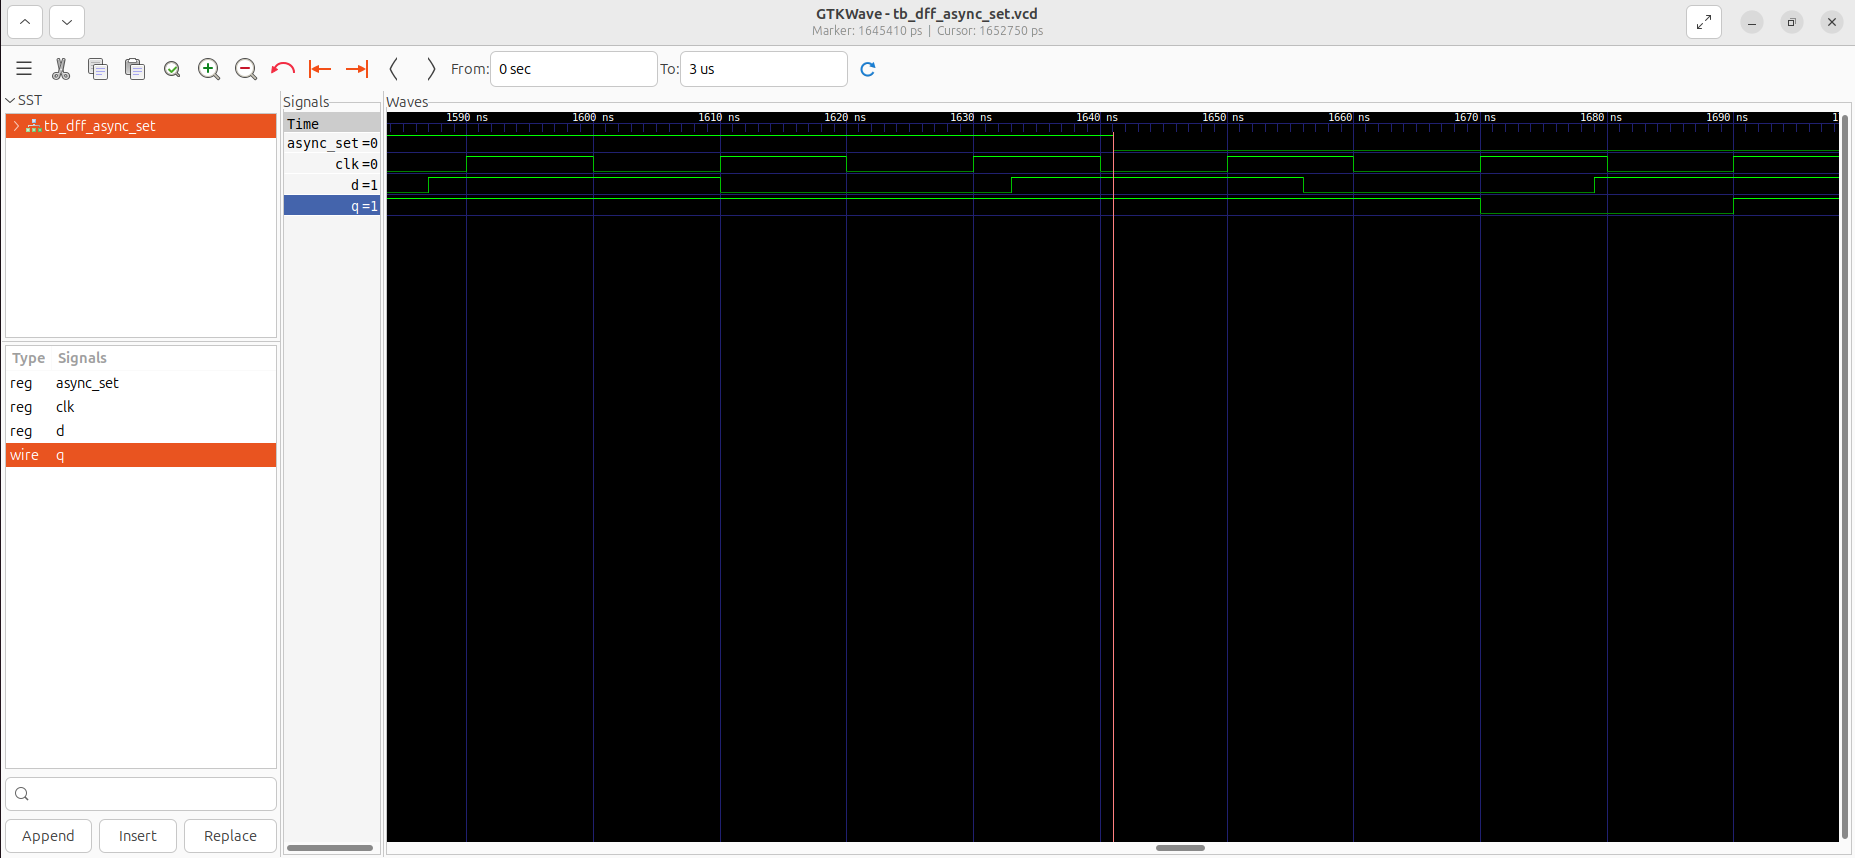 GTKWave - tb_dff_async_set.vcd
Marker: 1645410 ps | Cursor: 1652750 ps
From: 0 sec To: 3 us
SST
tb_dff_async_set
Type Signals
reg async_set
reg clk
reg d
wire q
Append Insert Replace
Signals
Time
async_set =0
clk =0
d =1
q =1
Waves
1590 ns 1600 ns 1610 ns 1620 ns 1630 ns 1640 ns 1650 ns 1660 ns 1670 ns 1680 ns 1690 ns 1